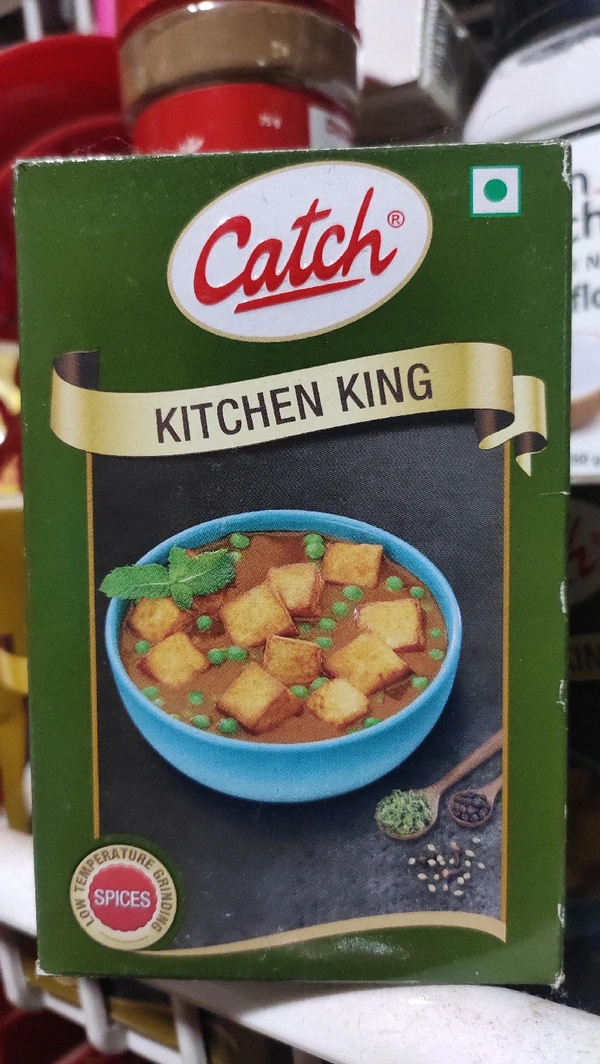 Catch®
KITCHEN KING
LOW TEMPERATURE GRINDING
SPICES